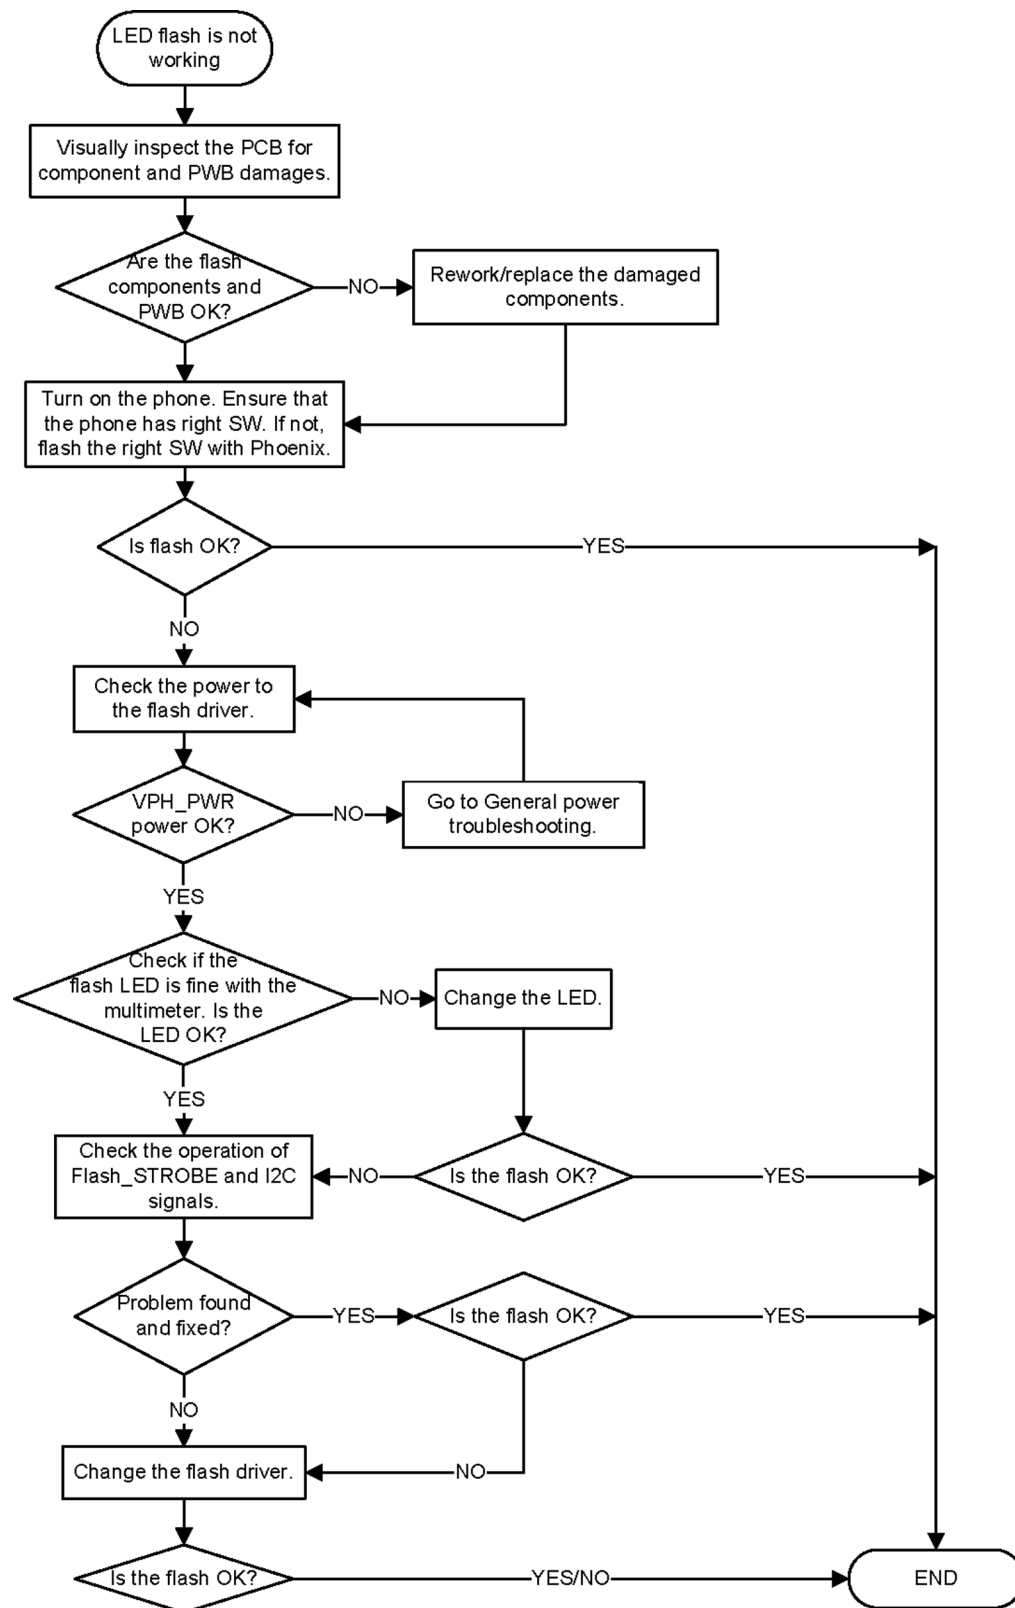 LED flash is not
working
Visually inspect the PCB for
component and PWB damages.
Are the flash
components and
PWB OK?
NO
Rework/replace the damaged
components.
Turn on the phone. Ensure that
the phone has right SW. If not,
flash the right SW with Phoenix.
Is flash OK?
YES
NO
Check the power to
the flash driver.
VPH_PWR
power OK?
NO
Go to General power
troubleshooting.
YES
Check if the
flash LED is fine with the
multimeter. Is the
LED OK?
NO
Change the LED.
YES
Check the operation of
Flash_STROBE and I2C
signals.
NO
Is the flash OK?
YES
Problem found
and fixed?
YES
Is the flash OK?
YES
NO
Change the flash driver.
NO
Is the flash OK?
YES/NO
END